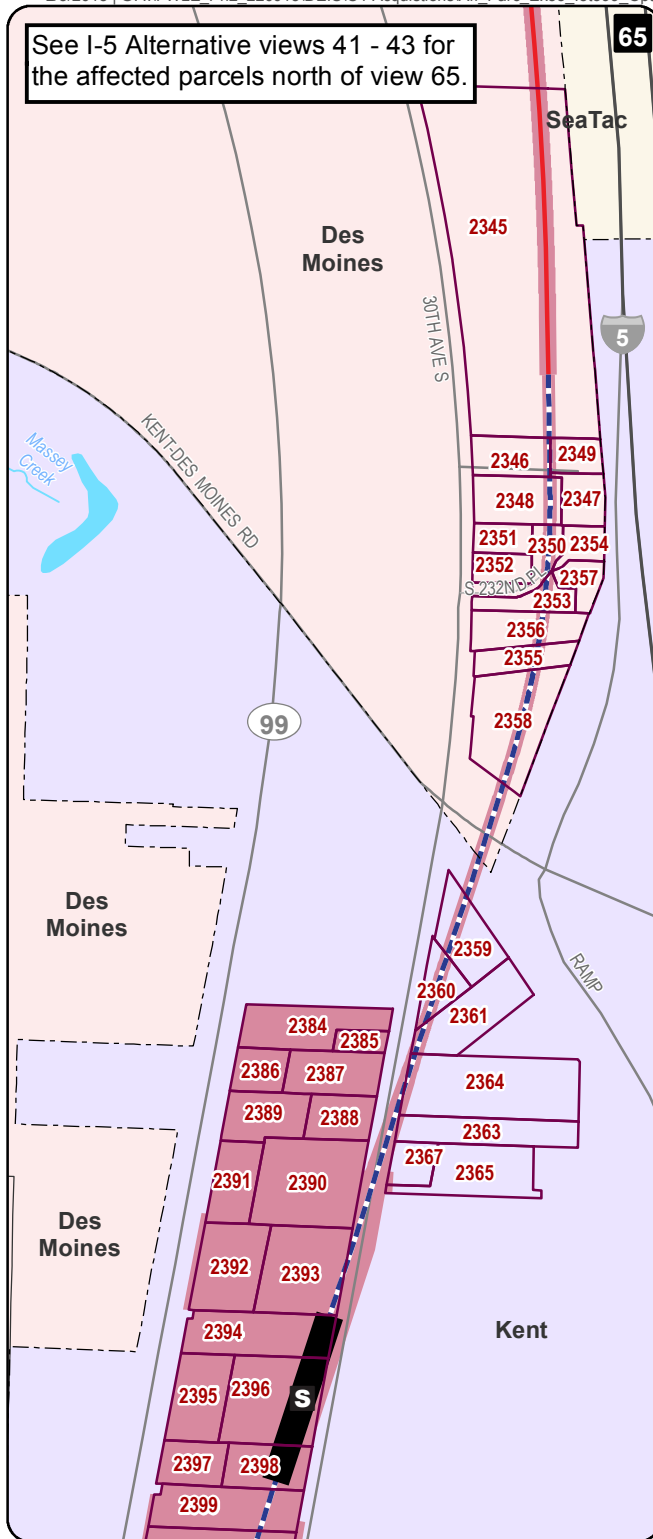 See I-5 Alternative views 41 - 43 for
the affected parcels north of view 65.
65
SeaTac
2345
Des
Moines
30TH AVE S
5
KENT-DES MOINES RD
Massey
Creek
2346
2349
2348
2347
2351
2350
2354
2352
2357
S 232ND PL
2353
2356
2355
2358
99
Des
Moines
2359
RAMP
2360
2361
2384
2385
2386
2387
2364
2389
2388
2363
2367
2365
2391
2390
Des
Moines
2392
2393
2394
Kent
2395
2396
S
2397
2398
2399